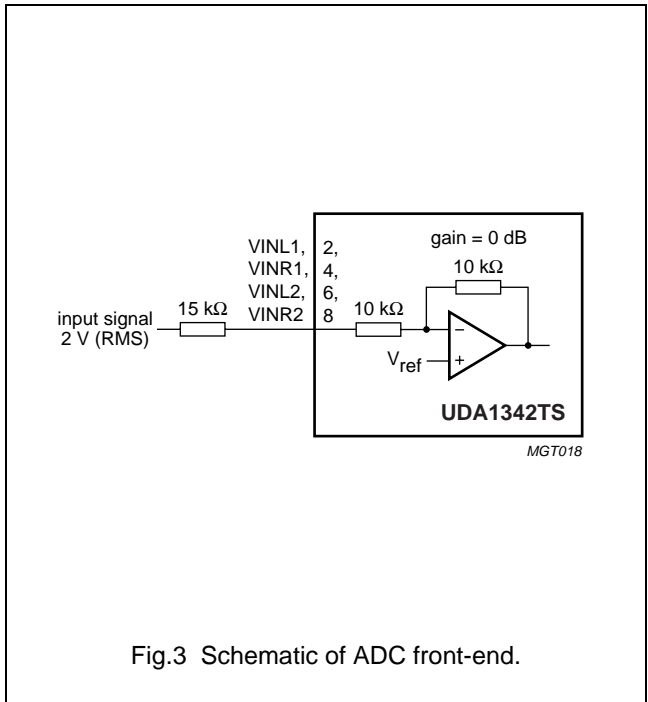 VINL1, 2,
VINR1, 4,
VINL2, 6,
VINR2 8
gain = 0 dB
10 kΩ
input signal
2 V (RMS)
15 kΩ
10 kΩ
−
Vref
+
UDA1342TS
MGT018
Fig.3 Schematic of ADC front-end.